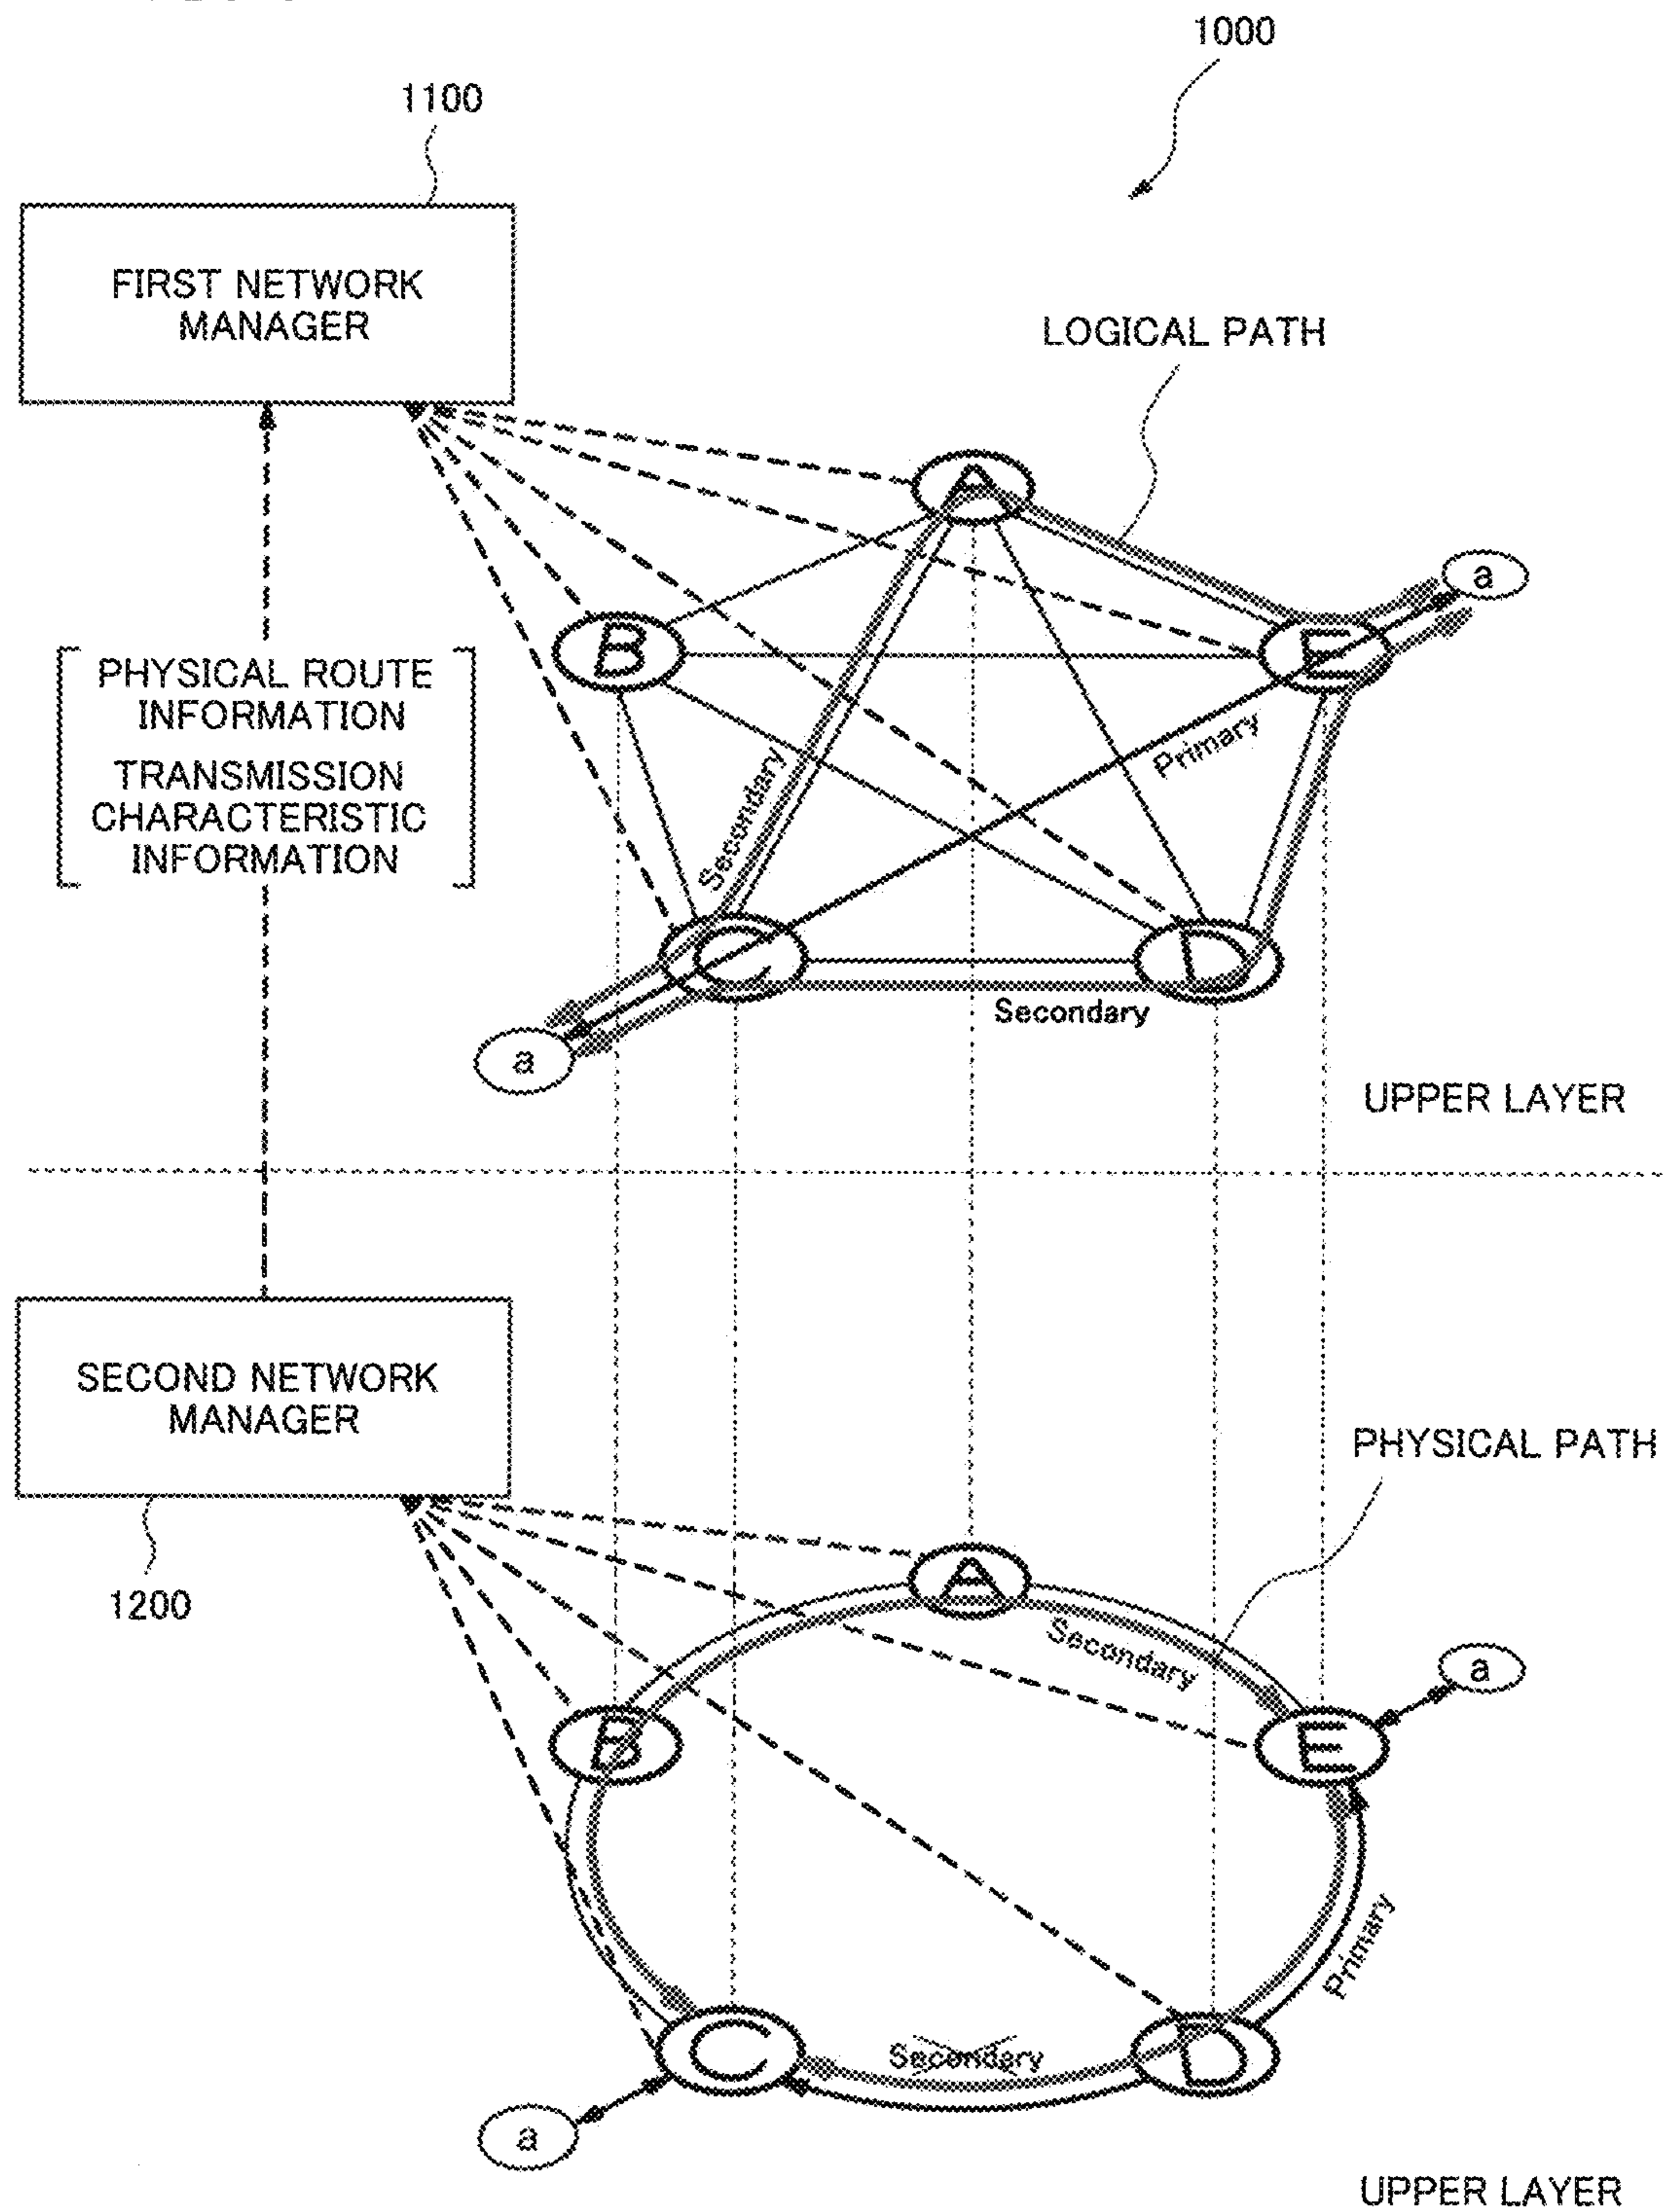 1000
1100
FIRST NETWORK
MANAGER
LOGICAL PATH
A
a
B
E
PHYSICAL ROUTE
INFORMATION
TRANSMISSION
CHARACTERISTIC
INFORMATION
Primary
Secondary
C
D
Secondary
a
UPPER LAYER
SECOND NETWORK
MANAGER
PHYSICAL PATH
1200
A
Secondary
a
B
E
Primary
C
Secondary
D
a
UPPER LAYER